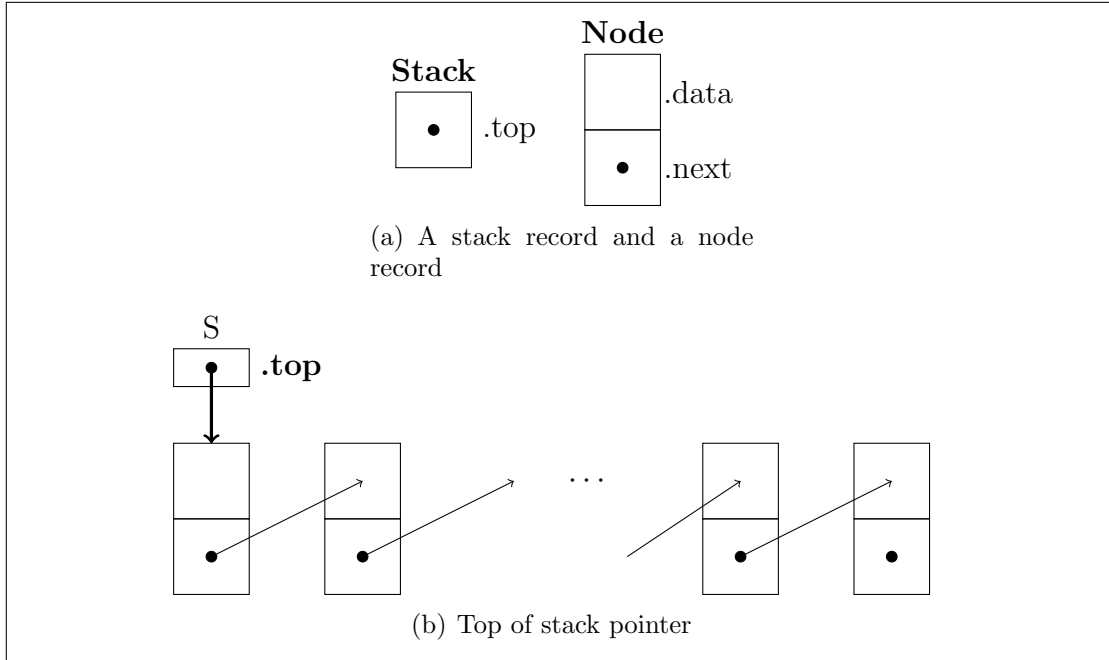 Node
Stack
.data
.top
.next
(a) A stack record and a node
record
S
.top
...
(b) Top of stack pointer